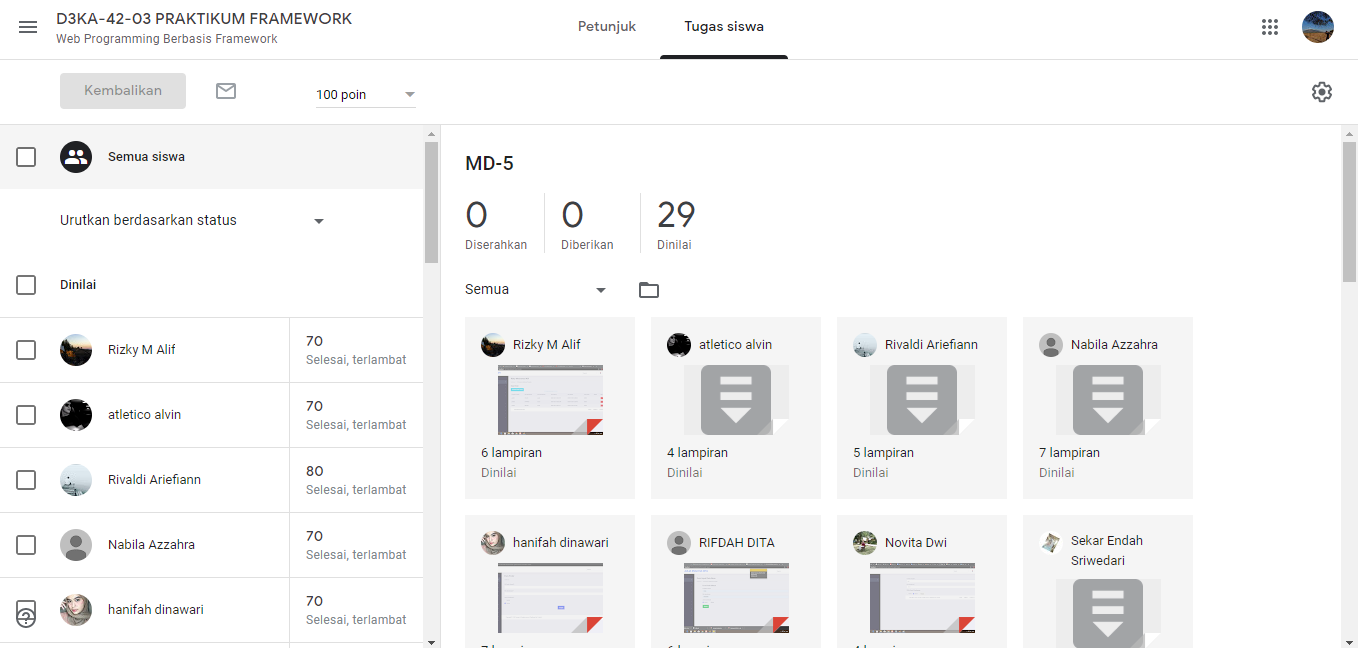 D3KA-42-03 PRAKTIKUM FRAMEWORK
Web Programming Berbasis Framework
Petunjuk
Tugas siswa
Kembalikan
100 poin
Semua siswa
Urutkan berdasarkan status
Dinilai
Rizky M Alif
70
Selesai, terlambat
atletico alvin
70
Selesai, terlambat
Rivaldi Ariefiann
80
Selesai, terlambat
Nabila Azzahra
70
Selesai, terlambat
hanifah dinawari
70
Selesai, terlambat
MD-5
0
Diserahkan
0
Diberikan
29
Dinilai
Semua
Rizky M Alif
6 lampiran
Dinilai
atletico alvin
4 lampiran
Dinilai
Rivaldi Ariefiann
5 lampiran
Dinilai
Nabila Azzahra
7 lampiran
Dinilai
hanifah dinawari
RIFDAH DITA
Novita Dwi
Sekar Endah
Sriwedari